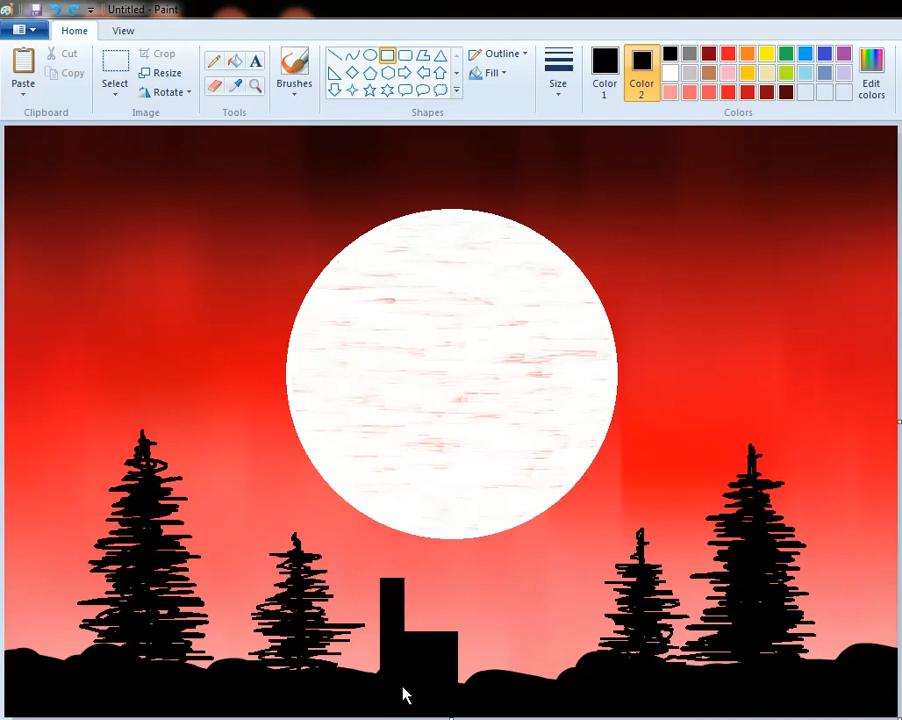 Untitled - Paint
Home View
Paste
Cut
Copy
Clipboard
Select
Crop
Resize
Rotate
Image
Tools
Brushes
Outline
Fill
Shapes
Size
Color 1
Color 2
Edit colors
Colors